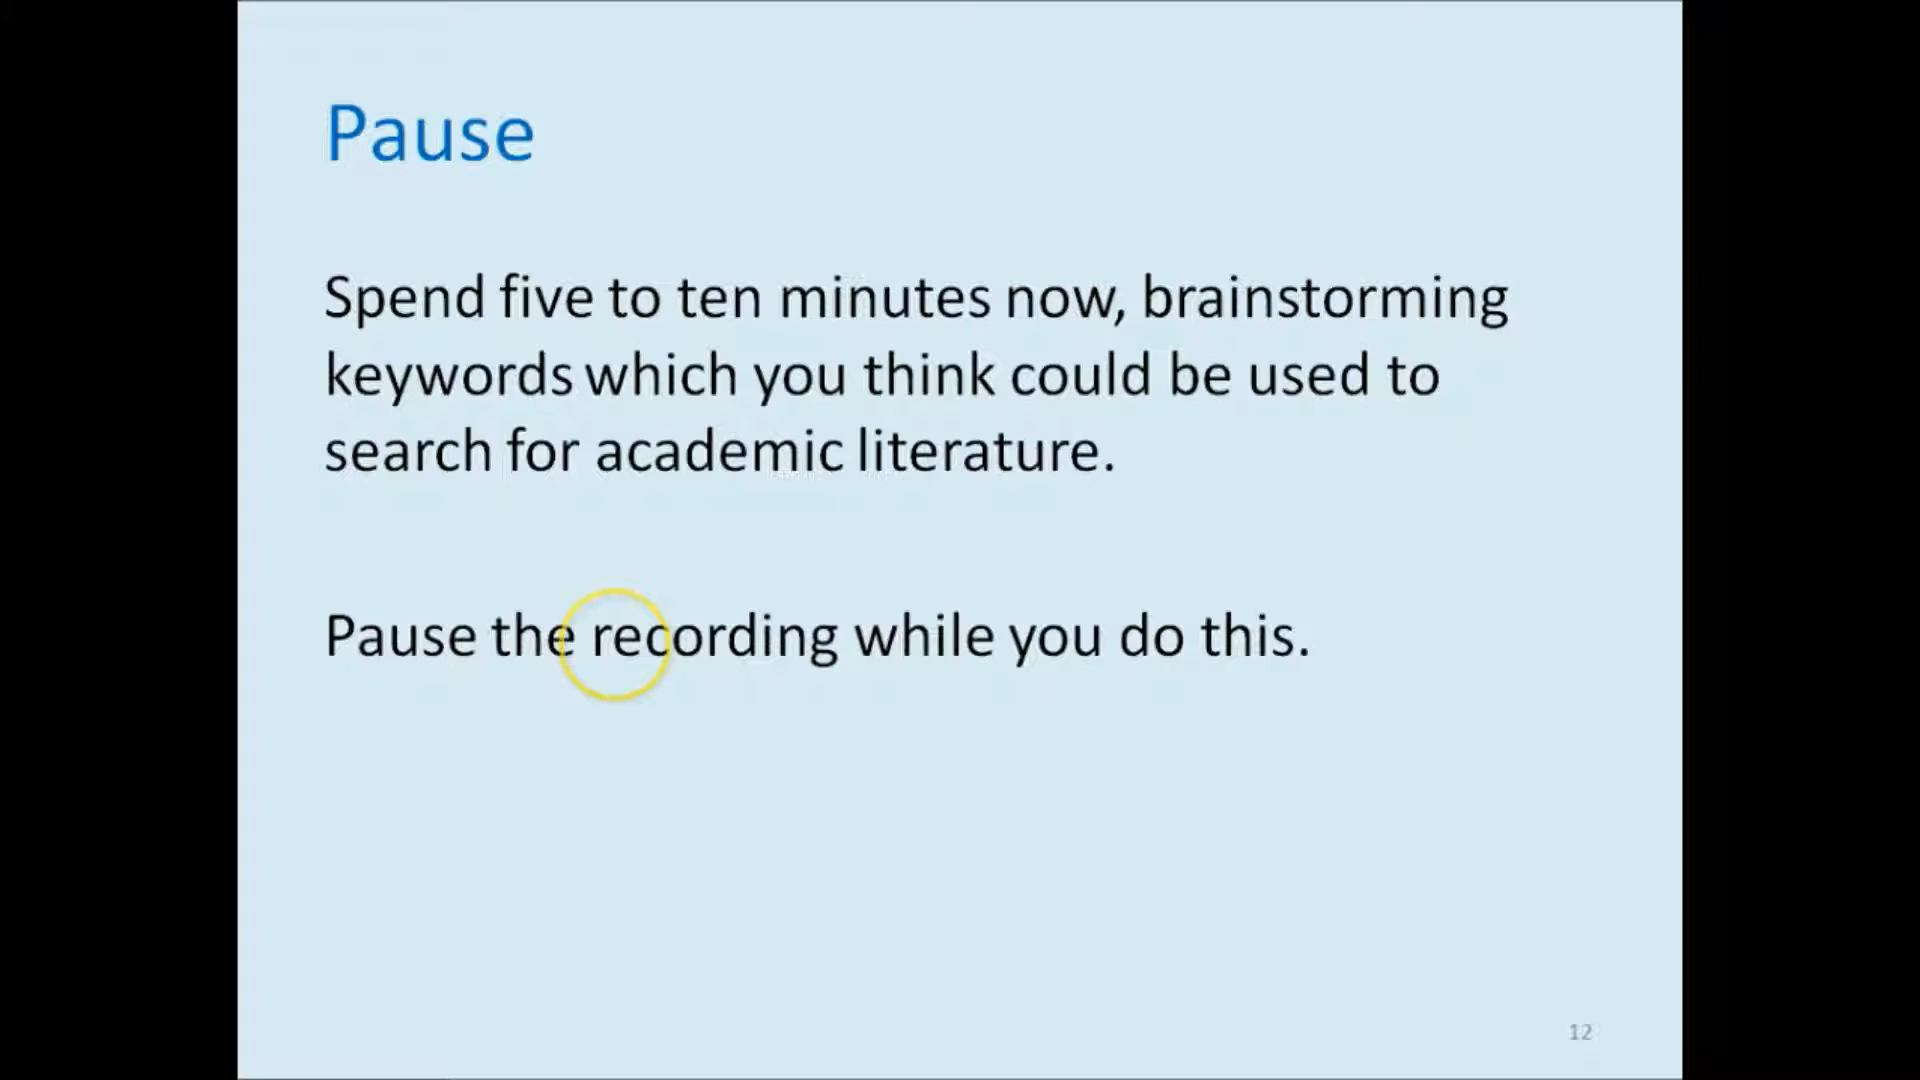 Pause
Spend five to ten minutes now, brainstorming
keywords which you think could be used to
search for academic literature.
Pause the recording while you do this.
12